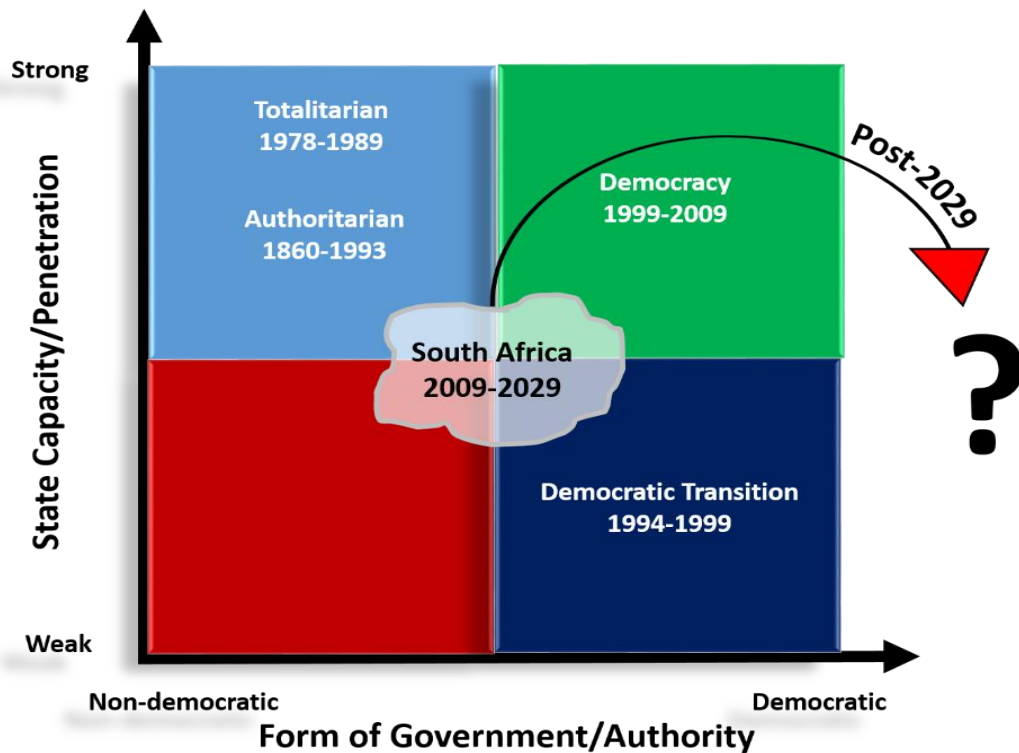 Strong
Totalitarian
1978-1989
Authoritarian
1860-1993
Democracy
1999-2009
Post-2029
?
South Africa
2009-2029
Democratic Transition
1994-1999
State Capacity/Penetration
Weak
Non-democratic
Democratic
Form of Government/Authority